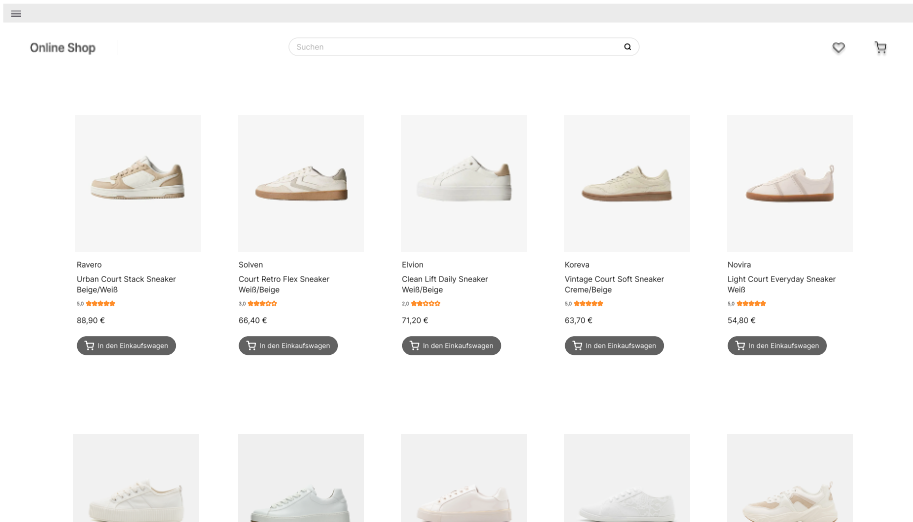 Online Shop
Suchen
Ravero
Urban Court Stack Sneaker
Beige/Weiß
5,0
88,90 €
In den Einkaufswagen
Solven
Court Retro Flex Sneaker
Weiß/Beige
3,0
66,40 €
In den Einkaufswagen
Elvion
Clean Lift Daily Sneaker
Weiß/Beige
2,0
71,20 €
In den Einkaufswagen
Koreva
Vintage Court Soft Sneaker
Creme/Beige
5,0
63,70 €
In den Einkaufswagen
Novira
Light Court Everyday Sneaker
Weiß
5,0
54,80 €
In den Einkaufswagen